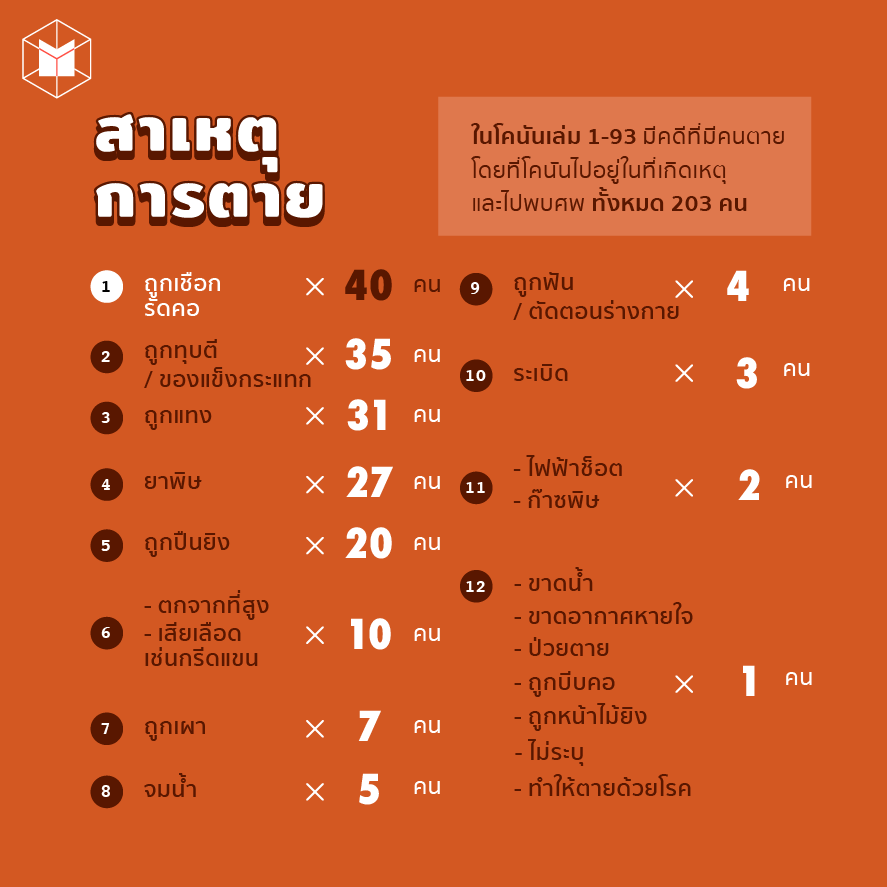 สาเหตุ
การตาย
ในโคนันเล่ม 1-93 มีคดีที่มีคนตาย
โดยที่โคนันไปอยู่ในที่เกิดเหตุ
และไปพบศพ ทั้งหมด 203 คน
1 ถูกเชือก × 40 คน
รัดคอ
2 ถูกทุบตี × 35 คน
/ ของแข็งกระแทก
3 ถูกแทง × 31 คน
4 ยาพิษ × 27 คน
5 ถูกปืนยิง × 20 คน
- ตกจากที่สูง
6 - เสียเลือด × 10 คน
เช่นกรีดแขน
7 ถูกเผา × 7 คน
8 จมน้ำ × 5 คน
9 ถูกฟัน × 4 คน
/ ตัดตอนร่างกาย
10 ระเบิด × 3 คน
- ไฟฟ้าช็อต
11 × 2 คน
- ก๊าซพิษ
12 - ขาดน้ำ
- ขาดอากาศหายใจ
- ป่วยตาย
- ถูกบีบคอ × 1 คน
- ถูกหน้าไม้ยิง
- ไม่ระบุ
- ทำให้ตายด้วยโรค